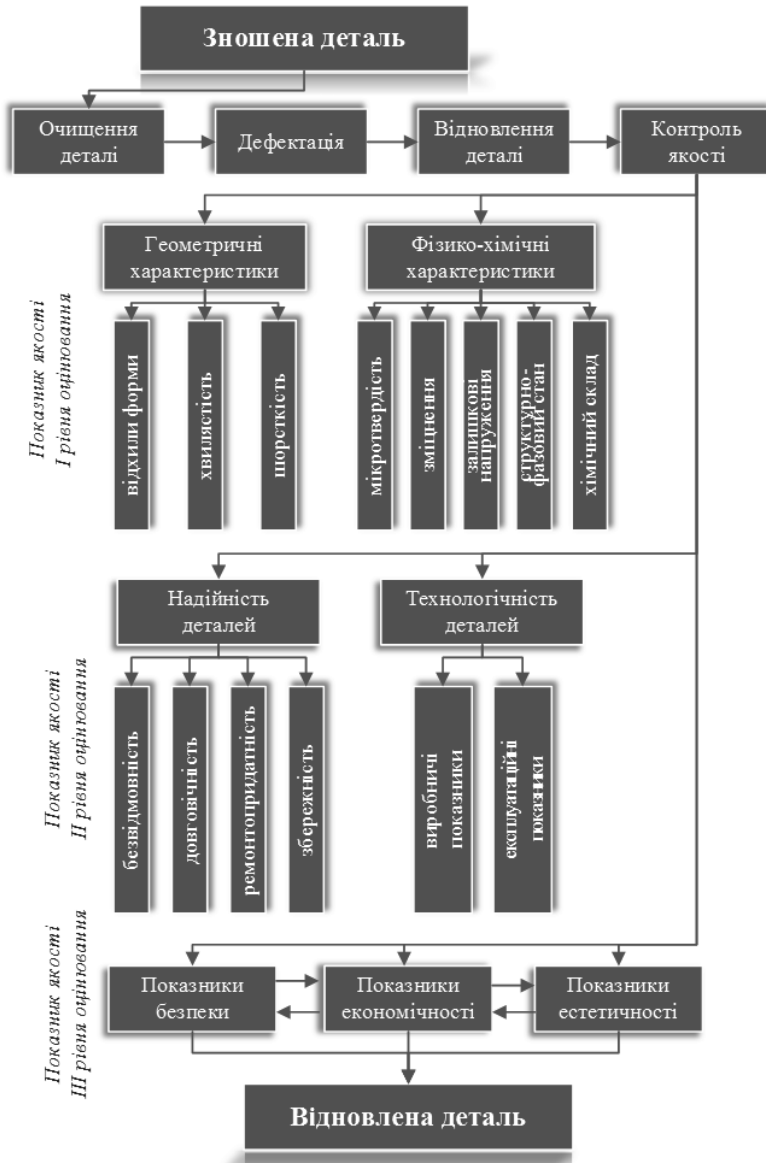 Зношена деталь
Очищення
деталі
Дефектація
Відновлення
деталі
Контроль
якості
Геометричні
характеристики
Фізико-хімічні
характеристики
Показник якості
І рівня оцінювання
відхили форми
хвилястість
шорсткість
мікротвердість
зміцнення
залишкові
напруження
структурно-
фазовий стан
хімічний склад
Надійність
деталей
Технологічність
деталей
Показник якості
ІІ рівня оцінювання
безвідмовність
довговічність
ремонтопридатність
збережність
виробничі
показники
експлуатаційні
показники
Показник якості
ІІІ рівня оцінювання
Показники
безпеки
Показники
економічності
Показники
естетичності
Відновлена деталь